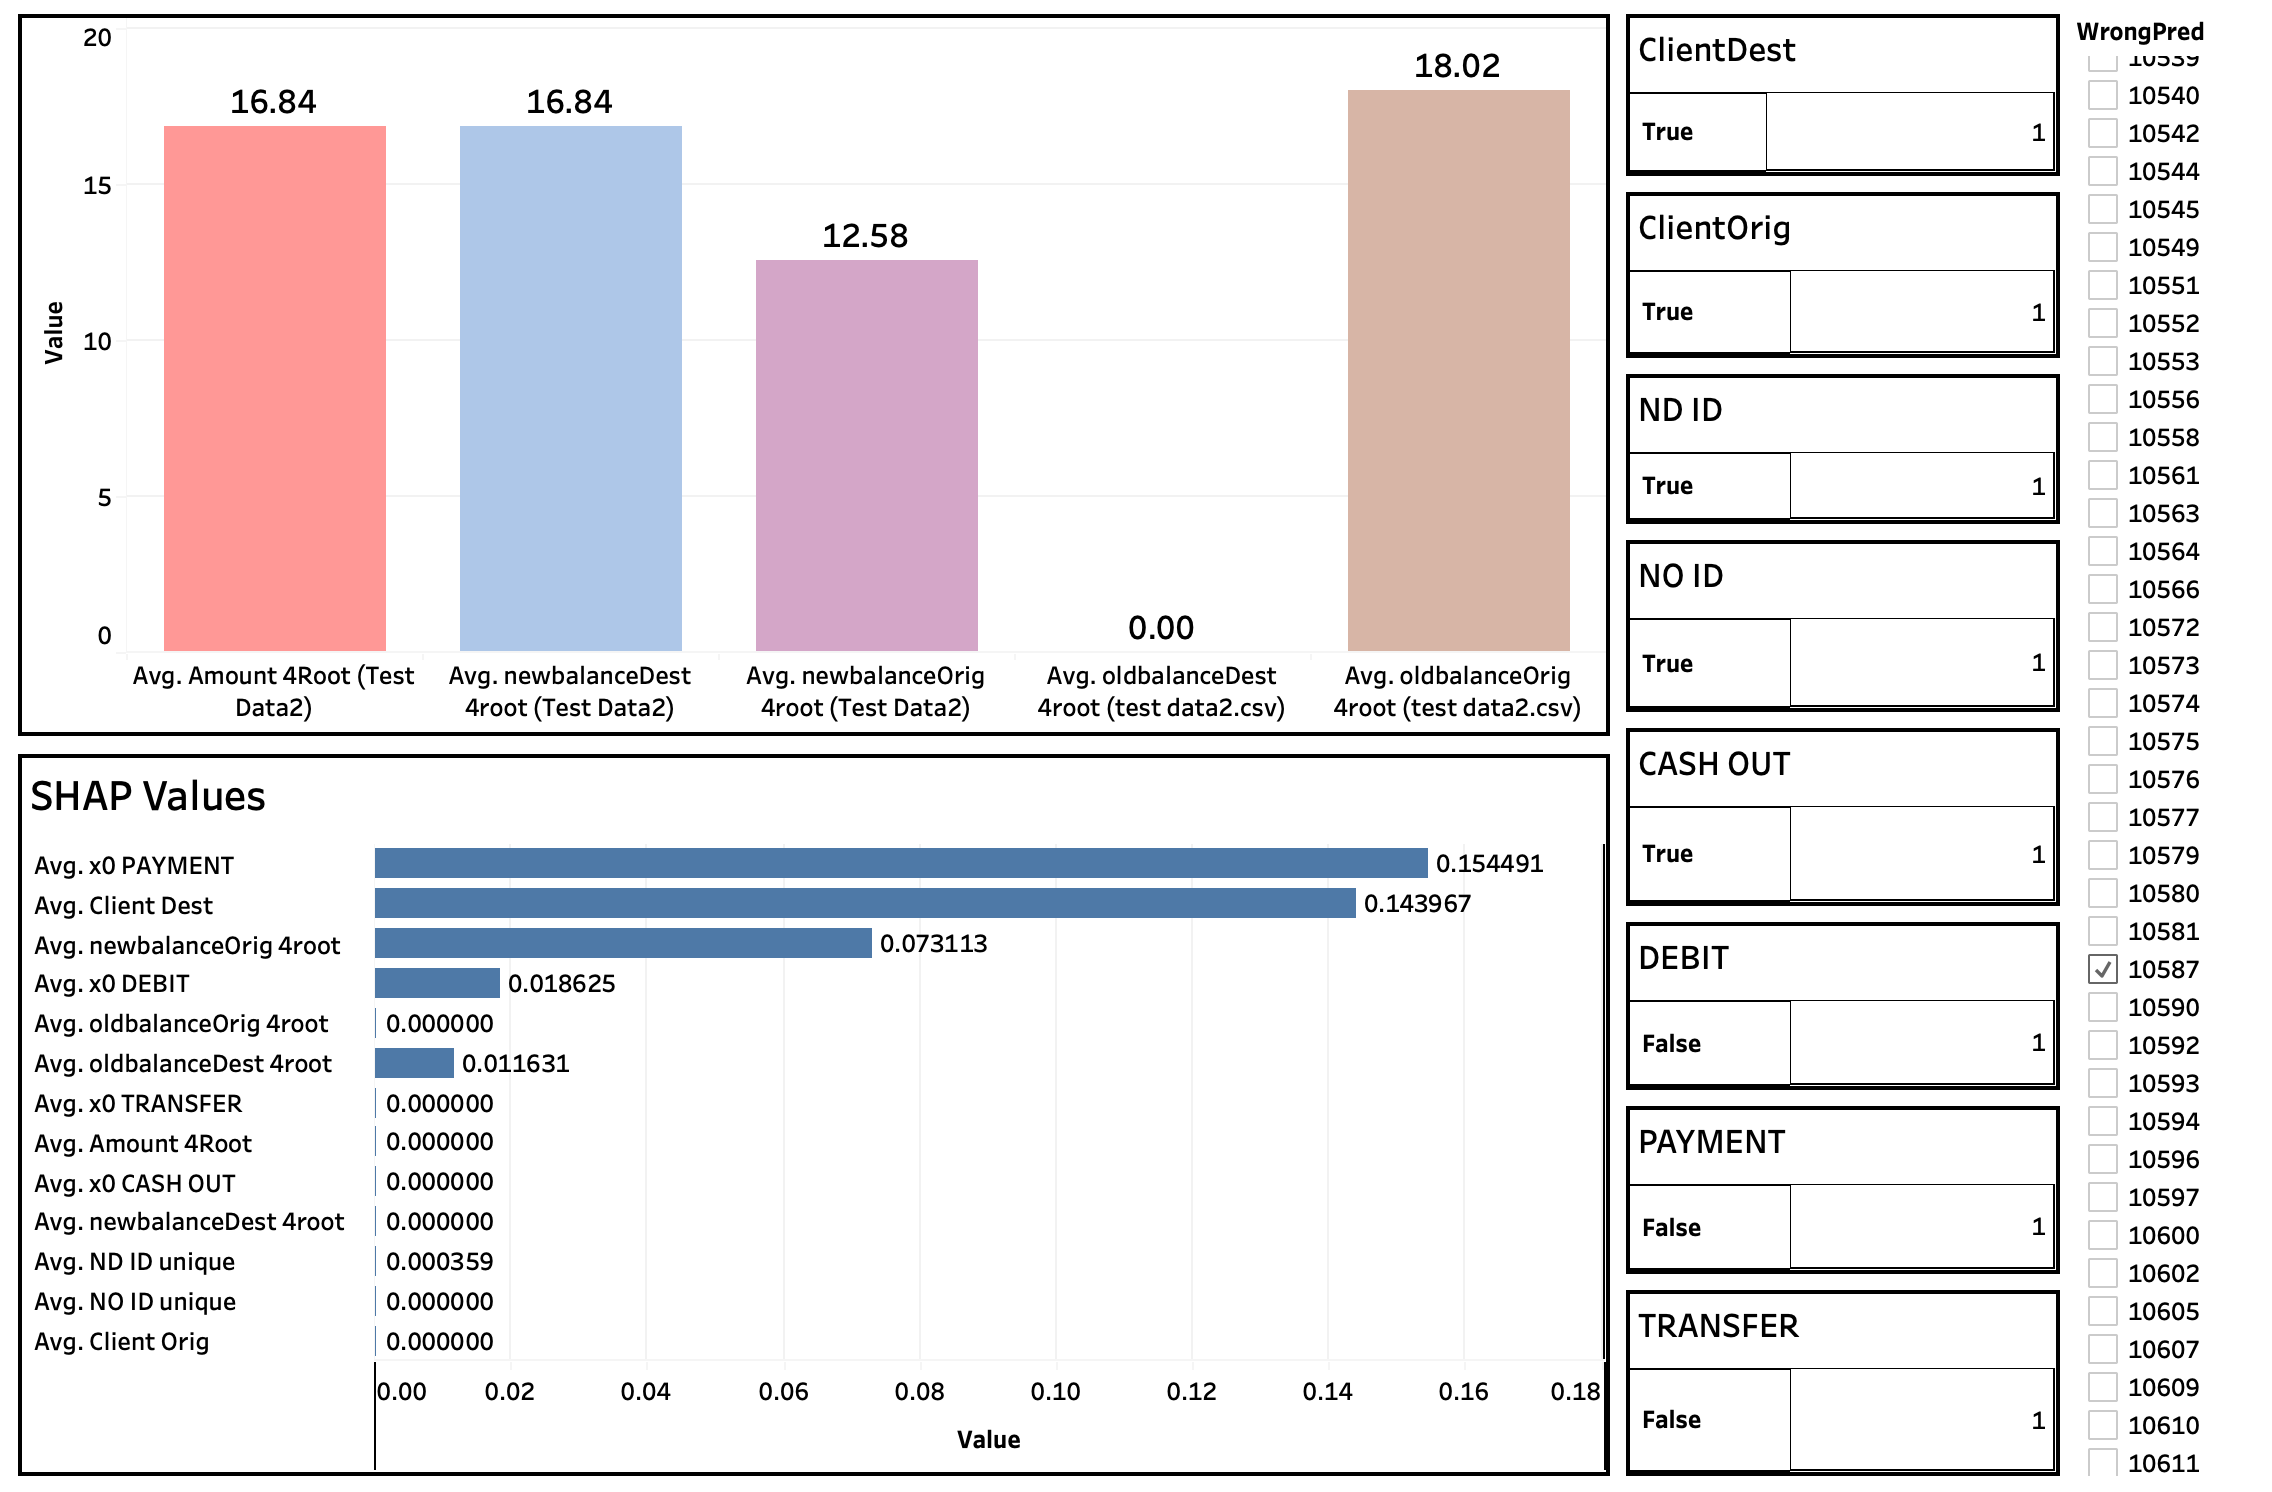 20
15
10
5
0
Value
16.84
16.84
12.58
0.00
18.02
Avg. Amount 4Root (Test
Data2)
Avg. newbalanceDest
4root (Test Data2)
Avg. newbalanceOrig
4root (Test Data2)
Avg. oldbalanceDest
4root (test data2.csv)
Avg. oldbalanceOrig
4root (test data2.csv)
SHAP Values
Avg. x0 PAYMENT 0.154491
Avg. Client Dest 0.143967
Avg. newbalanceOrig 4root 0.073113
Avg. x0 DEBIT 0.018625
Avg. oldbalanceOrig 4root 0.000000
Avg. oldbalanceDest 4root 0.011631
Avg. x0 TRANSFER 0.000000
Avg. Amount 4Root 0.000000
Avg. x0 CASH OUT 0.000000
Avg. newbalanceDest 4root 0.000000
Avg. ND ID unique 0.000359
Avg. NO ID unique 0.000000
Avg. Client Orig 0.000000
0.00 0.02 0.04 0.06 0.08 0.10 0.12 0.14 0.16 0.18
Value
ClientDest
True 1
ClientOrig
True 1
ND ID
True 1
NO ID
True 1
CASH OUT
True 1
DEBIT
False 1
PAYMENT
False 1
TRANSFER
False 1
WrongPred
10539
10540
10542
10544
10545
10549
10551
10552
10553
10556
10558
10561
10563
10564
10566
10572
10573
10574
10575
10576
10577
10579
10580
10581
10587
10590
10592
10593
10594
10596
10597
10600
10602
10605
10607
10609
10610
10611